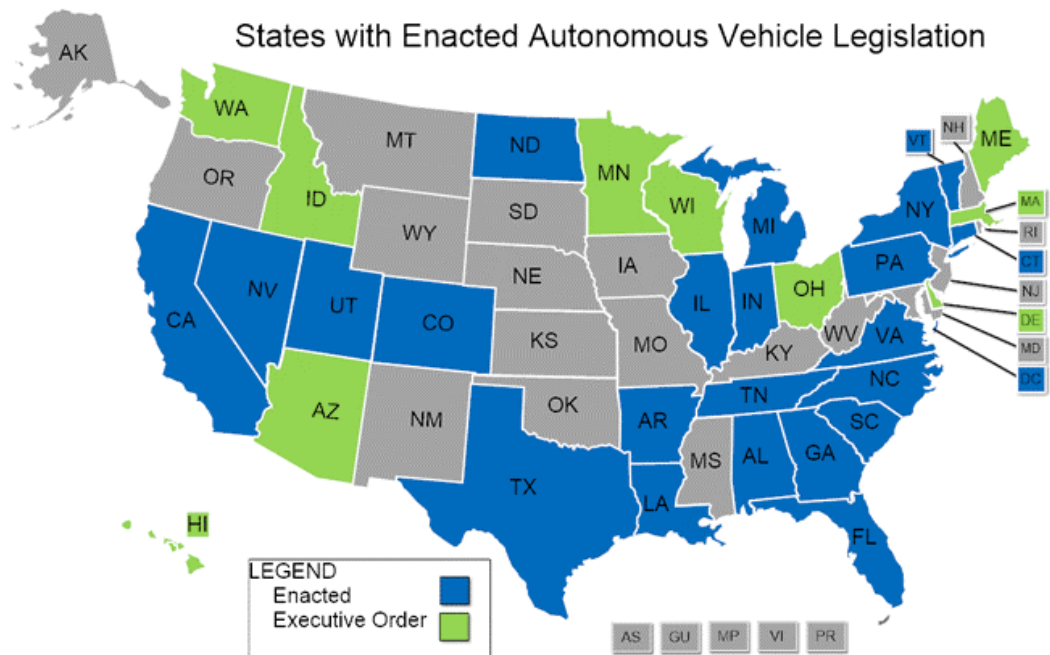 States with Enacted Autonomous Vehicle Legislation
AK
WA
MT
ND
MN
VT
NH
ME
OR
ID
SD
WI
MI
NY
MA
WY
RI
IA
PA
CT
NE
NV
UT
CO
IL
IN
OH
NJ
CA
KS
MO
WV
VA
DE
KY
MD
NC
DC
AZ
NM
OK
AR
TN
SC
MS
AL
GA
TX
LA
HI
FL
LEGEND
Enacted
Executive Order
AS
GU
MP
VI
PR